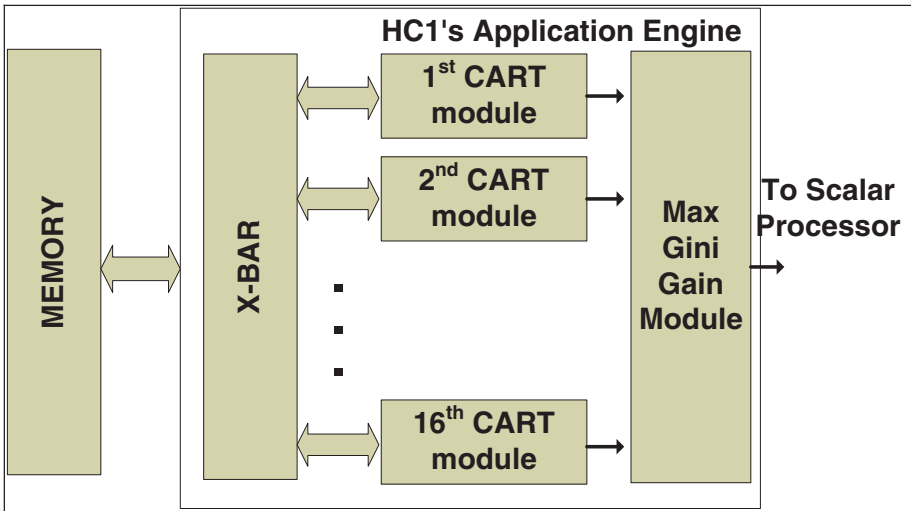 HC1's Application Engine
MEMORY
X-BAR
1st CART
module
2nd CART
module
16th CART
module
Max
Gini
Gain
Module
To Scalar
Processor